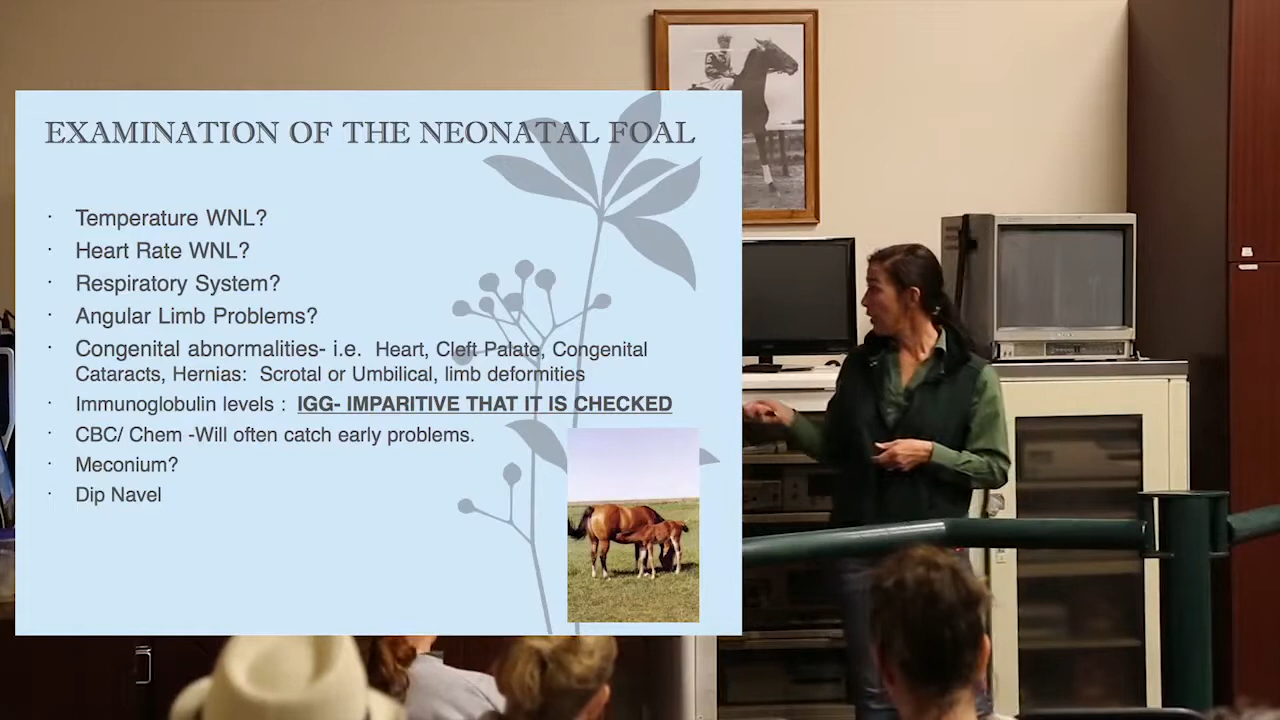 EXAMINATION OF THE NEONATAL FOAL
· Temperature WNL?
· Heart Rate WNL?
· Respiratory System?
· Angular Limb Problems?
· Congenital abnormalities- i.e. Heart, Cleft Palate, Congenital
Cataracts, Hernias: Scrotal or Umbilical, limb deformities
· Immunoglobulin levels : IGG- IMPARITIVE THAT IT IS CHECKED
· CBC/ Chem -Will often catch early problems.
· Meconium?
· Dip Navel